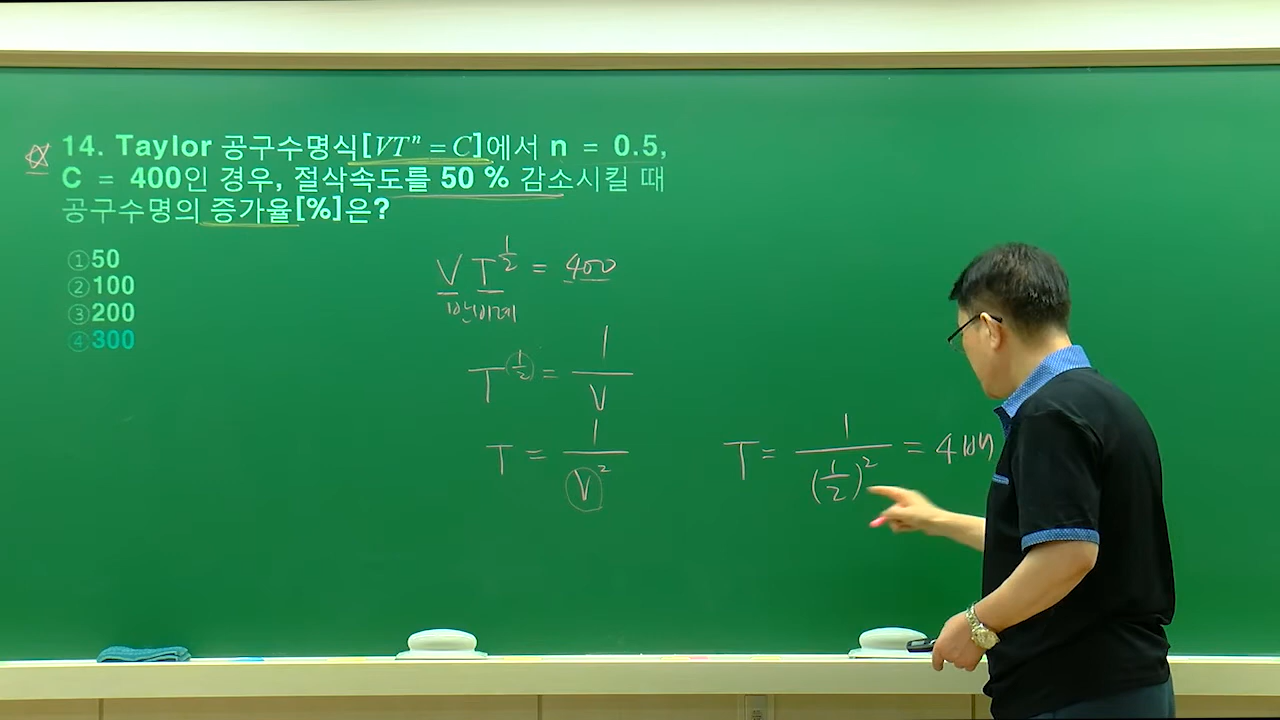 14. Taylor 공구수명식[VTⁿ = C]에서 n = 0.5,
C = 400인 경우, 절삭속도를 50 % 감소시킬 때
공구수명의 증가율[%]은?
①50
②100
③200
④300
V T^½ = 400
반비례
T^½ = 1/V
T = 1/V²
T = 1/(½)² = 4배